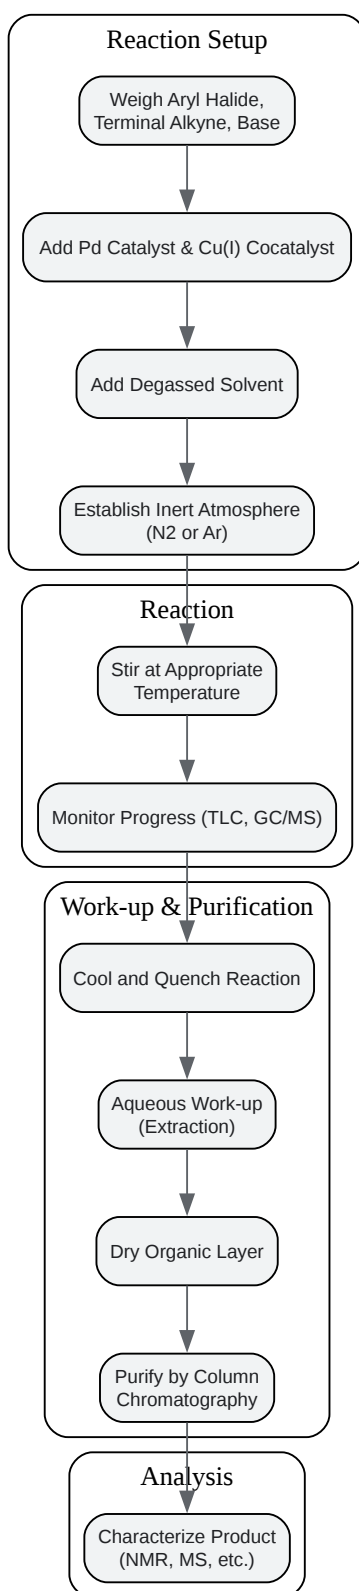 Reaction Setup
Weigh Aryl Halide,
Terminal Alkyne, Base
Add Pd Catalyst & Cu(I) Cocatalyst
Add Degassed Solvent
Establish Inert Atmosphere
(N2 or Ar)
Reaction
Stir at Appropriate
Temperature
Monitor Progress (TLC, GC/MS)
Work-up & Purification
Cool and Quench Reaction
Aqueous Work-up
(Extraction)
Dry Organic Layer
Purify by Column
Chromatography
Analysis
Characterize Product
(NMR, MS, etc.)